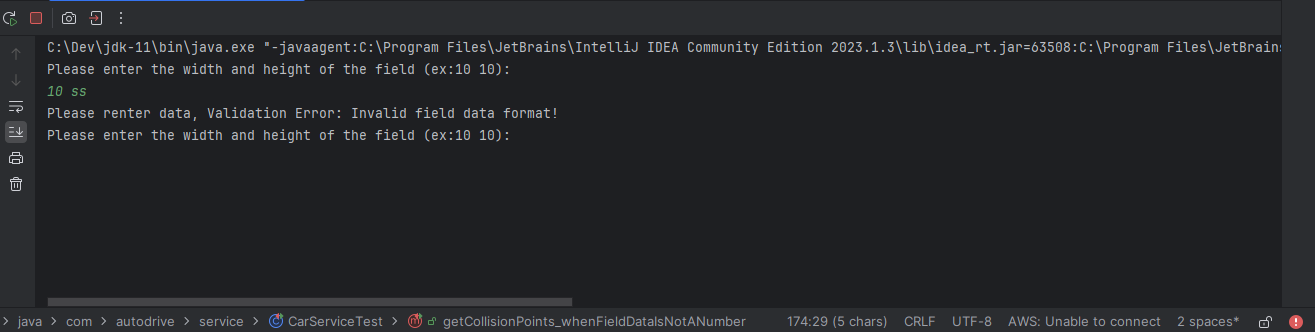 C:\Dev\jdk-11\bin\java.exe "-javaagent:C:\Program Files\JetBrains\IntelliJ IDEA Community Edition 2023.1.3\lib\idea_rt.jar=63508:C:\Program Files\JetBrains
Please enter the width and height of the field (ex:10 10):
10 ss
Please renter data, Validation Error: Invalid field data format!
Please enter the width and height of the field (ex:10 10):
java > com > autodrive > service > CarServiceTest > getCollisionPoints_whenFieldDataIsNotANumber 174:29 (5 chars) CRLF UTF-8 AWS: Unable to connect 2 spaces*